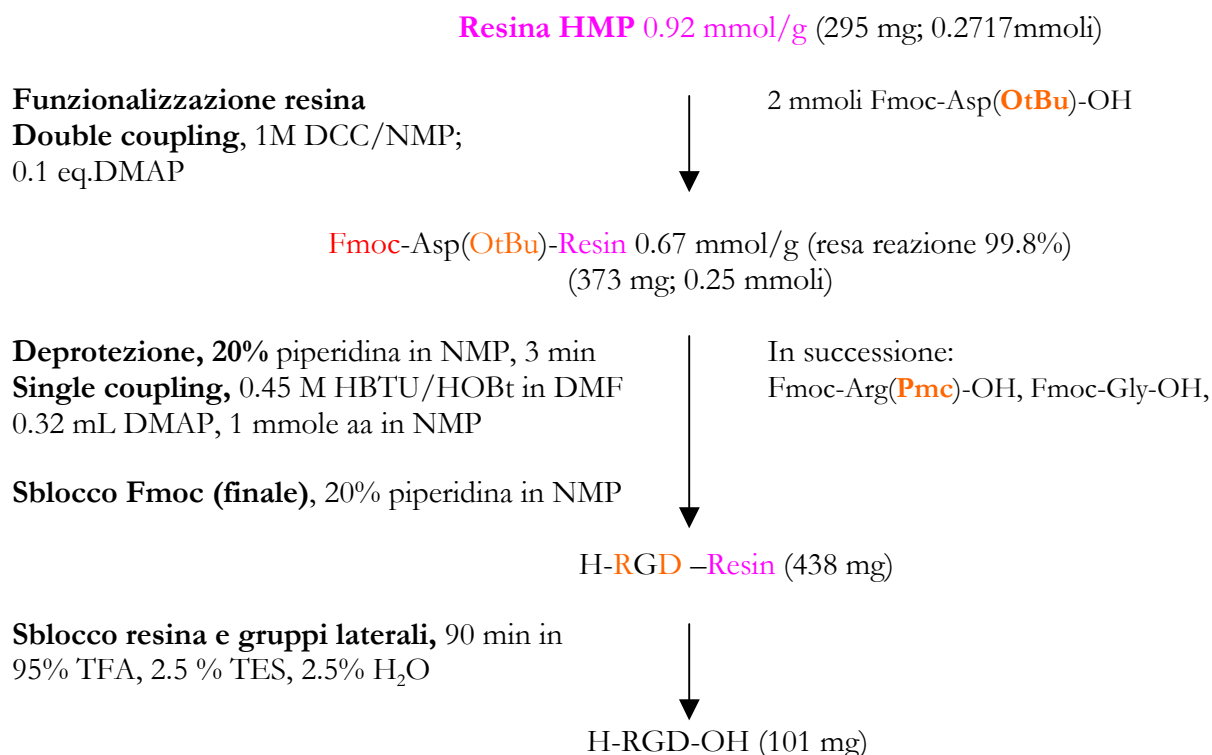 Resina HMP 0.92 mmol/g (295 mg; 0.2717mmoli)
Funzionalizzazione resina
Double coupling, 1M DCC/NMP;
0.1 eq.DMAP
2 mmoli Fmoc-Asp(OtBu)-OH
Fmoc-Asp(OtBu)-Resin 0.67 mmol/g (resa reazione 99.8%)
(373 mg; 0.25 mmoli)
Deprotezione, 20% piperidina in NMP, 3 min
Single coupling, 0.45 M HBTU/HOBt in DMF
0.32 mL DMAP, 1 mmole aa in NMP
In successione:
Fmoc-Arg(Pmc)-OH, Fmoc-Gly-OH,
Sblocco Fmoc (finale), 20% piperidina in NMP
H-RGD –Resin (438 mg)
Sblocco resina e gruppi laterali, 90 min in
95% TFA, 2.5 % TES, 2.5% H₂O
H-RGD-OH (101 mg)